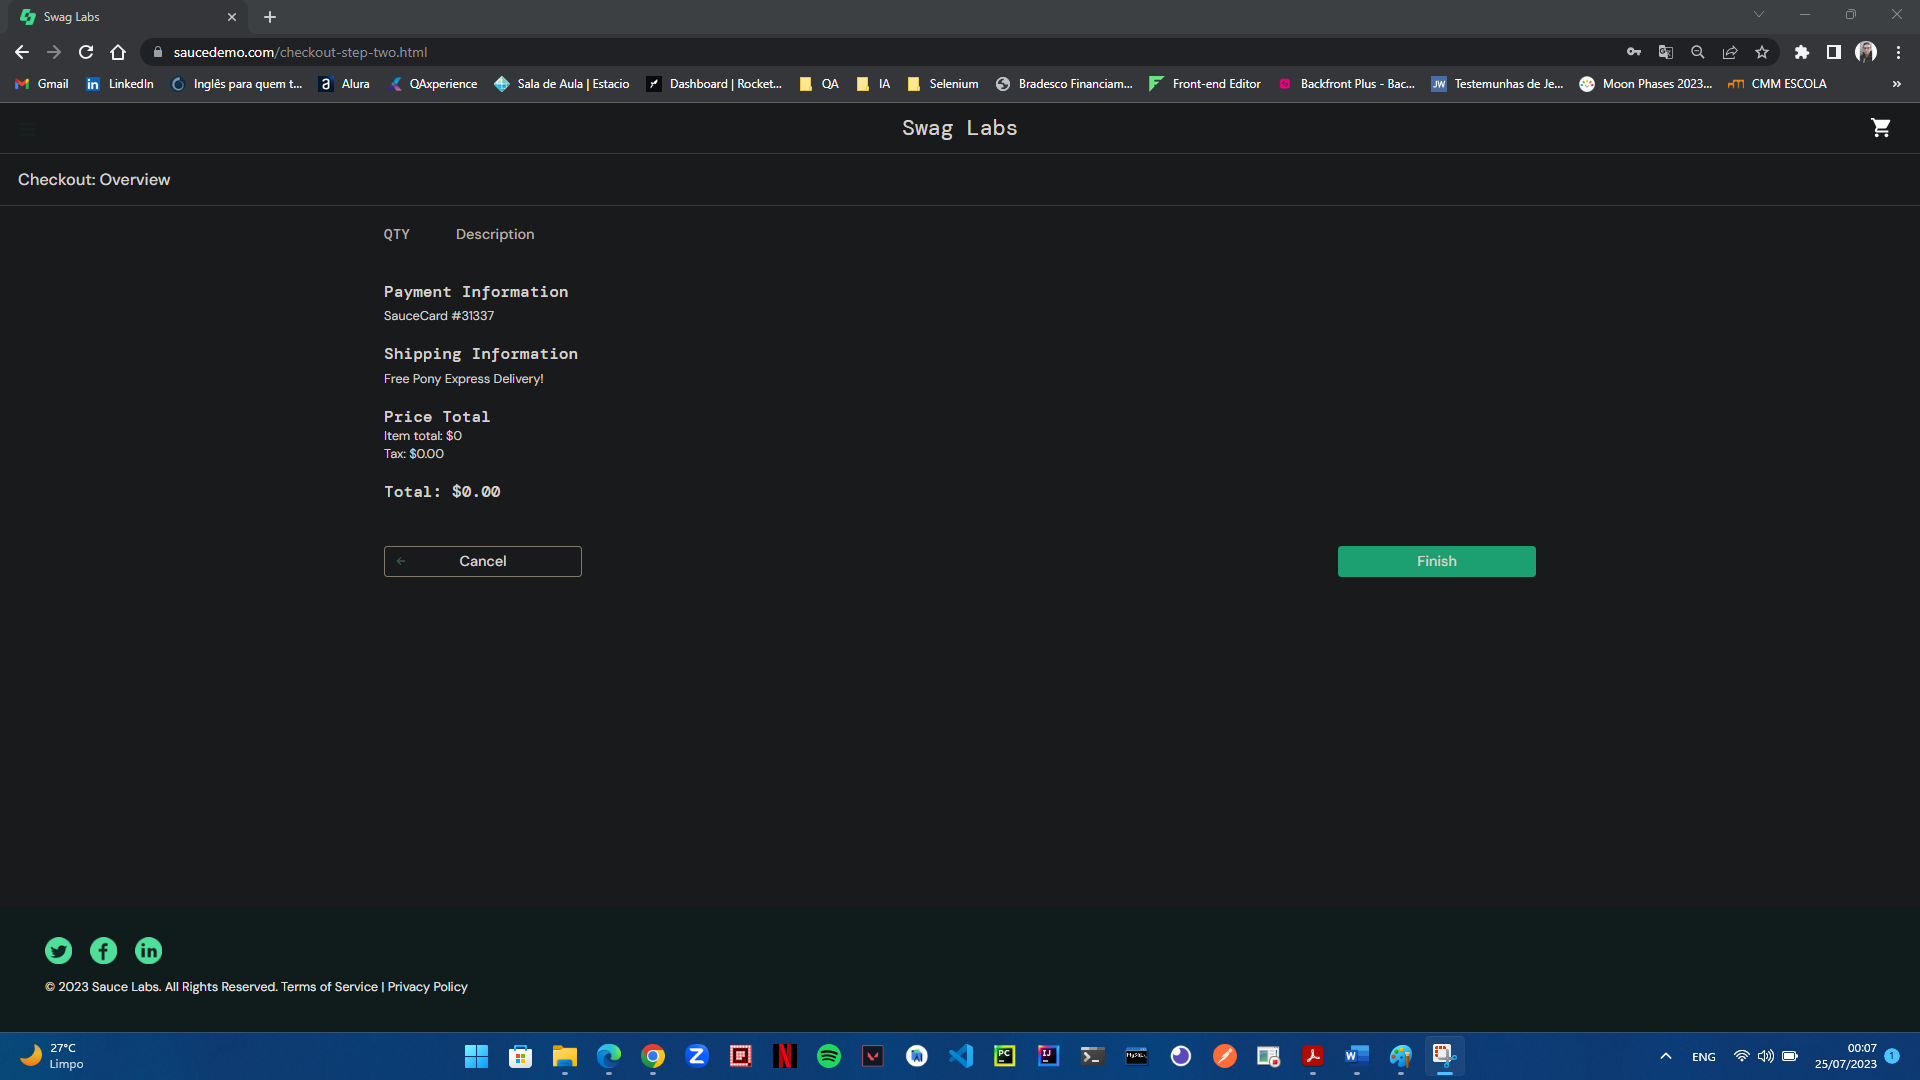 Swag Labs
saucedemo.com/checkout-step-two.html
Gmail
LinkedIn
Inglês para quem t...
a
Alura
QAxperience
Sala de Aula | Estacio
Dashboard | Rocket...
QA
IA
Selenium
Bradesco Financiam...
Front-end Editor
Backfront Plus - Bac...
JW
Testemunhas de Je...
Moon Phases 2023...
CMM ESCOLA
»
Swag Labs
Checkout: Overview
QTY Description
Payment Information
SauceCard #31337
Shipping Information
Free Pony Express Delivery!
Price Total
Item total: $0
Tax: $0.00
Total: $0.00
Cancel
Finish
© 2023 Sauce Labs. All Rights Reserved. Terms of Service | Privacy Policy
27°C
Limpo
ENG
00:07
25/07/2023
1